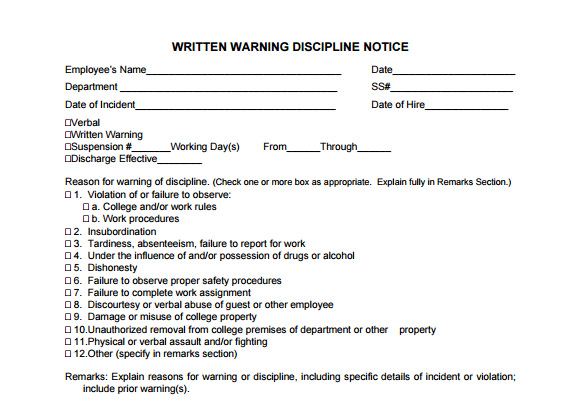 WRITTEN WARNING DISCIPLINE NOTICE
Employee's Name___________________________________ Date______________________
Department _______________________________________ SS#______________________
Date of Incident____________________________________ Date of Hire________________
☐Verbal
☐Written Warning
☐Suspension #_______Working Day(s) From______Through______
☐Discharge Effective________
Reason for warning of discipline. (Check one or more box as appropriate. Explain fully in Remarks Section.)
☐ 1. Violation of or failure to observe:
☐ a. College and/or work rules
☐ b. Work procedures
☐ 2. Insubordination
☐ 3. Tardiness, absenteeism, failure to report for work
☐ 4. Under the influence of and/or possession of drugs or alcohol
☐ 5. Dishonesty
☐ 6. Failure to observe proper safety procedures
☐ 7. Failure to complete work assignment
☐ 8. Discourtesy or verbal abuse of guest or other employee
☐ 9. Damage or misuse of college property
☐ 10.Unauthorized removal from college premises of department or other property
☐ 11.Physical or verbal assault and/or fighting
☐ 12.Other (specify in remarks section)
Remarks: Explain reasons for warning or discipline, including specific details of incident or violation;
include prior warning(s).